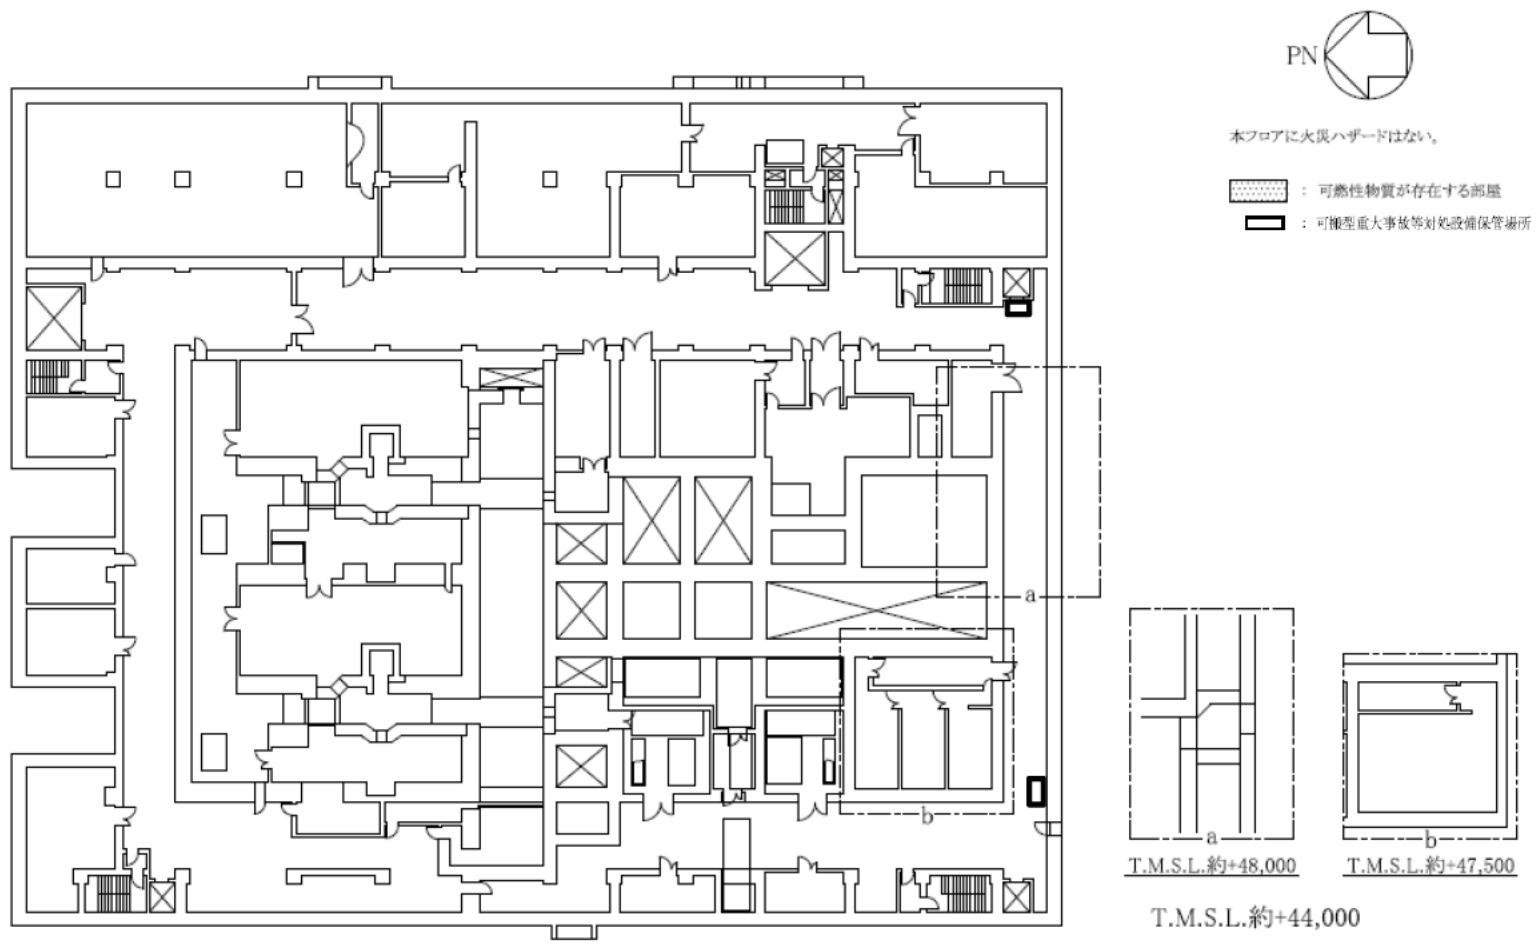 PN
本フロアに火災ハザードはない。
： 可燃性物質が存在する部屋
： 可搬型重大事故等対処設備保管場所
a
b
a
T.M.S.L.約+48,000
b
T.M.S.L.約+47,500
T.M.S.L.約+44,000